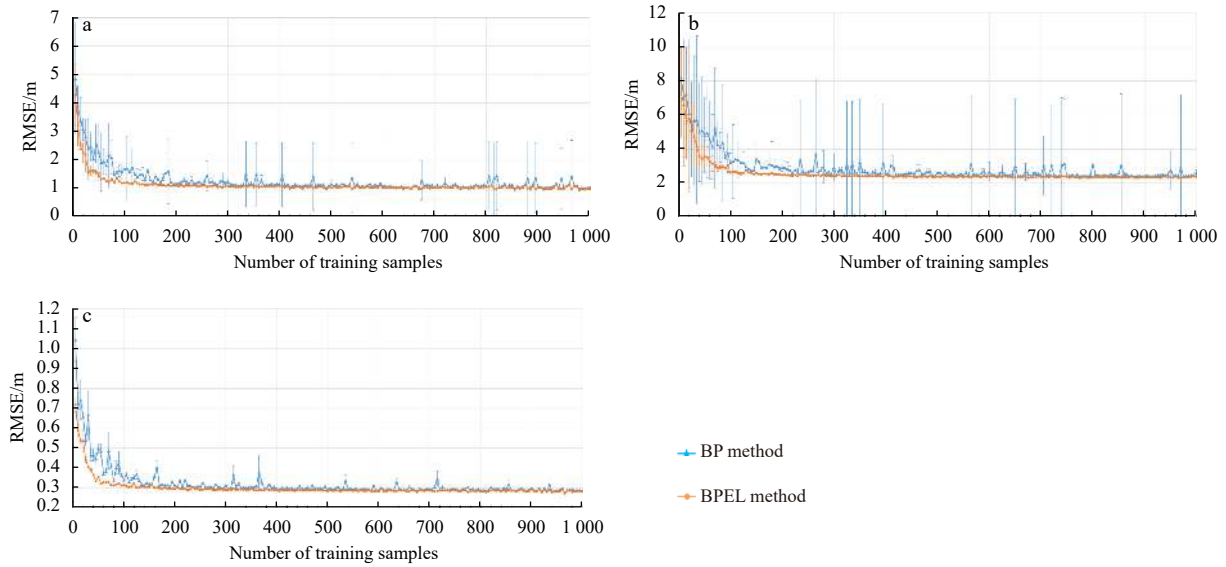 a
7
6
5
4
3
2
1
0
RMSE/m
0 100 200 300 400 500 600 700 800 900 1 000
Number of training samples
b
12
10
8
6
4
2
0
RMSE/m
0 100 200 300 400 500 600 700 800 900 1 000
Number of training samples
c
1.2
1.1
1.0
0.9
0.8
0.7
0.6
0.5
0.4
0.3
0.2
RMSE/m
0 100 200 300 400 500 600 700 800 900 1 000
Number of training samples
BP method
BPEL method